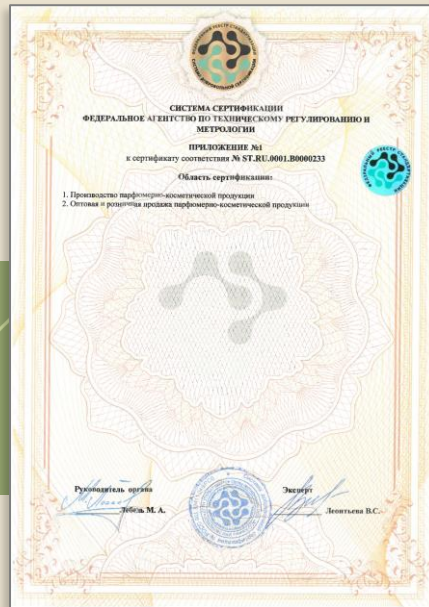 СИСТЕМА СЕРТИФИКАЦИИ
ФЕДЕРАЛЬНОЕ АГЕНТСТВО ПО ТЕХНИЧЕСКОМУ РЕГУЛИРОВАНИЮ И
МЕТРОЛОГИИ
ПРИЛОЖЕНИЕ №1
к сертификату соответствия № ST.RU.0001.B0000233
Область сертификации:
1. Производство парфюмерно-косметической продукции
2. Оптовая и розничная продажа парфюмерно-косметической продукции
Руководитель органа
Эксперт
Лебедь М. А.
Леонтьева В.С.